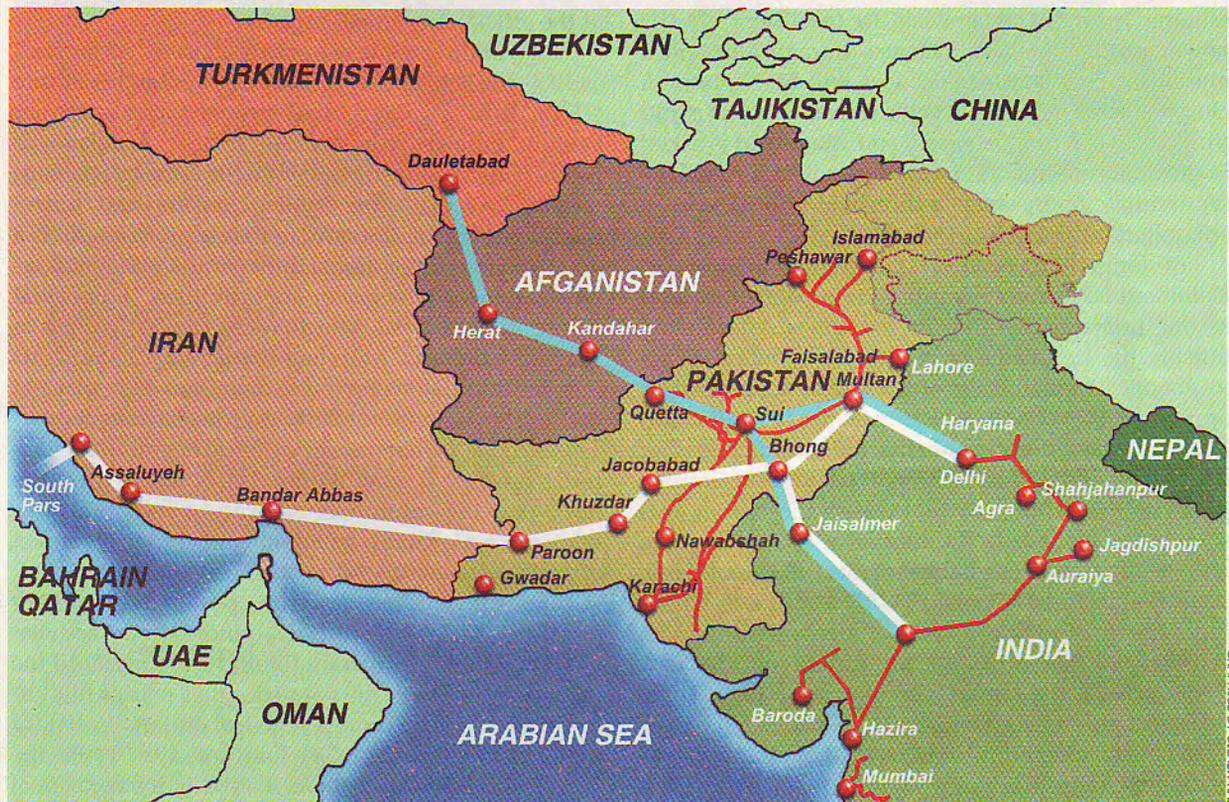 UZBEKISTAN
TURKMENISTAN
TAJIKISTAN
CHINA
Dauletabad
Islamabad
Peshawar
AFGANISTAN
Herat
Kandahar
IRAN
Faisalabad
Lahore
PAKISTAN
Multan
Quetta
Sui
Haryana
Bhong
NEPAL
Delhi
Jacobabad
Assaluyeh
South
Pars
Bandar Abbas
Khuzdar
Agra
Shahjahanpur
Jaisalmer
Paroon
Nawabshah
Jagdishpur
Gwadar
Karachi
Auraiya
BAHRAIN
QATAR
UAE
INDIA
OMAN
Baroda
ARABIAN SEA
Hazira
Mumbai